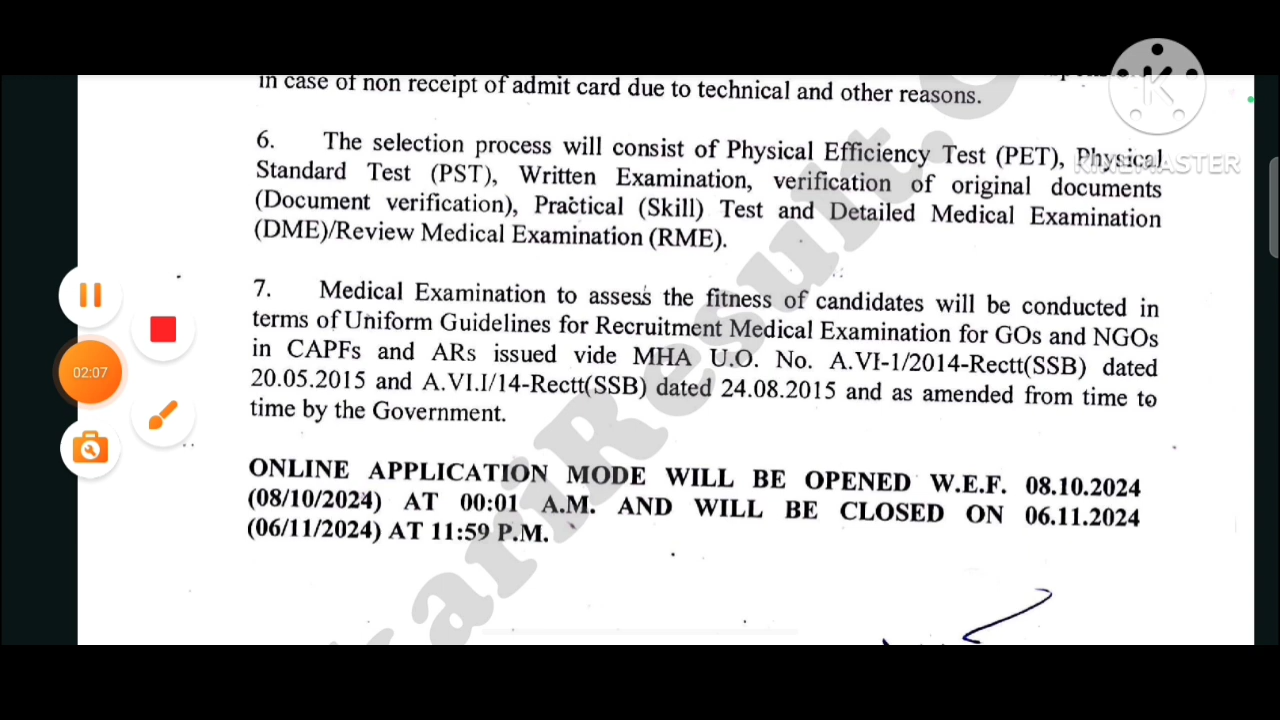 in case of non receipt of admit card due to technical and other reasons.
6. The selection process will consist of Physical Efficiency Test (PET), Physical
KINEMASTER
Standard Test (PST), Written Examination, verification of original documents
(Document verification), Practical (Skill) Test and Detailed Medical Examination
(DME)/Review Medical Examination (RME).
7. Medical Examination to assess the fitness of candidates will be conducted in
terms of Uniform Guidelines for Recruitment Medical Examination for GOs and NGOs
in CAPFs and ARs issued vide MHA U.O. No. A.VI-1/2014-Rectt(SSB) dated
20.05.2015 and A.VI.I/14-Rectt(SSB) dated 24.08.2015 and as amended from time to
time by the Government.
02:07
ONLINE APPLICATION MODE WILL BE OPENED W.E.F. 08.10.2024
(08/10/2024) AT 00:01 A.M. AND WILL BE CLOSED ON 06.11.2024
(06/11/2024) AT 11:59 P.M.
kariResult.C